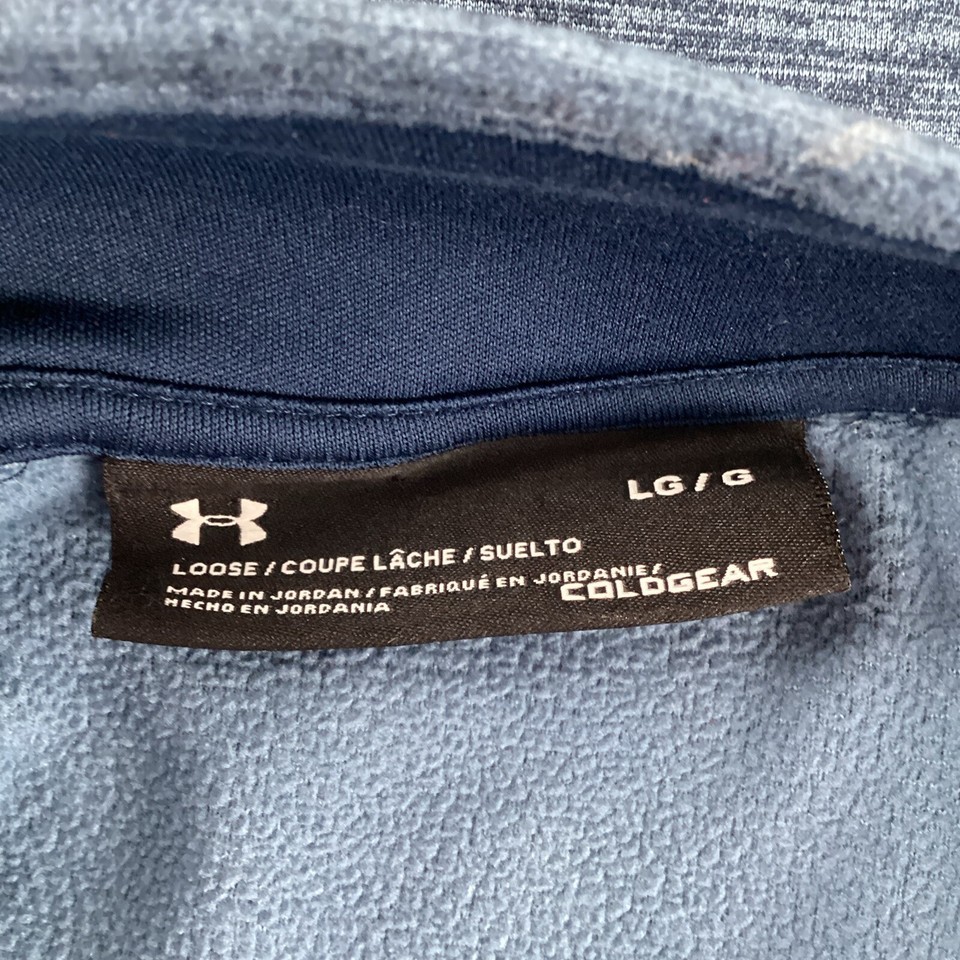 LG / G
LOOSE / COUPE LÂCHE / SUELTO
MADE IN JORDAN / FABRIQUÉ EN JORDANIE /
HECHO EN JORDANIA
COLDGEAR